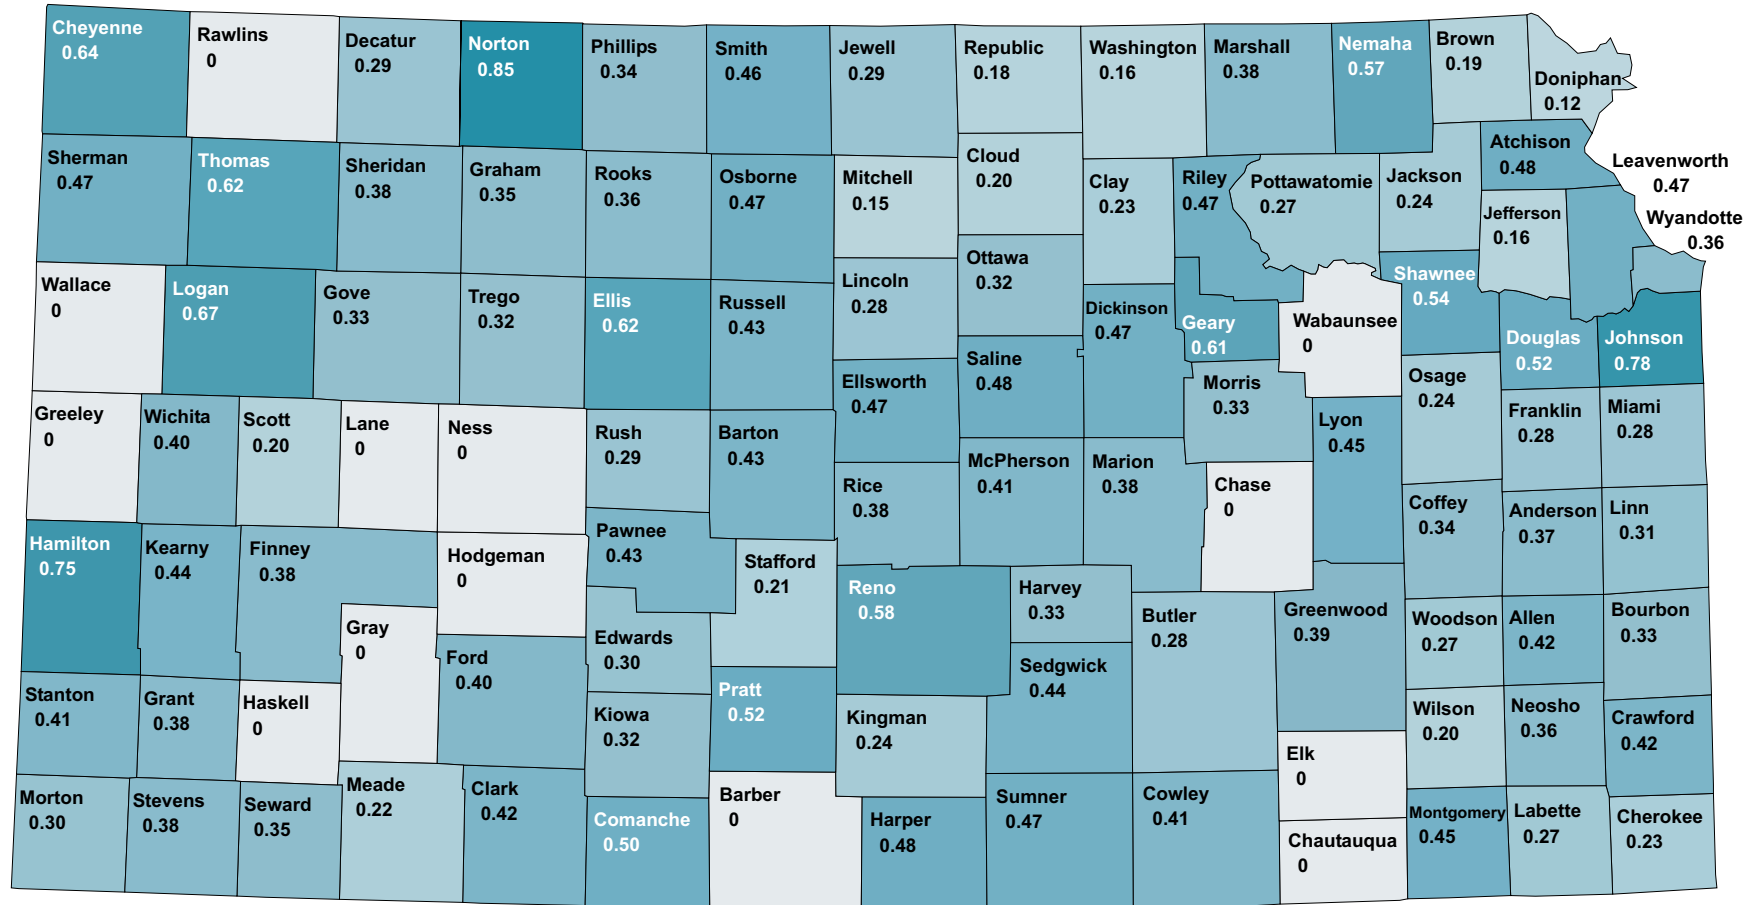 Cheyenne
0.64
Rawlins
0
Decatur
0.29
Norton
0.85
Phillips
0.34
Smith
0.46
Jewell
0.29
Republic
0.18
Washington
0.16
Marshall
0.38
Nemaha
0.57
Brown
0.19
Doniphan
0.12
Sherman
0.47
Thomas
0.62
Sheridan
0.38
Graham
0.35
Rooks
0.36
Osborne
0.47
Mitchell
0.15
Cloud
0.20
Clay
0.23
Riley
0.47
Pottawatomie
0.27
Jackson
0.24
Atchison
0.48
Jefferson
0.16
Leavenworth
0.47
Wyandotte
0.36
Wallace
0
Logan
0.67
Gove
0.33
Trego
0.32
Ellis
0.62
Russell
0.43
Lincoln
0.28
Ottawa
0.32
Dickinson
0.47
Geary
0.61
Wabaunsee
0
Shawnee
0.54
Douglas
0.52
Johnson
0.78
Ellsworth
0.47
Saline
0.48
Morris
0.33
Osage
0.24
Franklin
0.28
Miami
0.28
Greeley
0
Wichita
0.40
Scott
0.20
Lane
0
Ness
0
Rush
0.29
Barton
0.43
Rice
0.38
McPherson
0.41
Marion
0.38
Chase
0
Lyon
0.45
Coffey
0.34
Anderson
0.37
Linn
0.31
Hamilton
0.75
Kearny
0.44
Finney
0.38
Hodgeman
0
Pawnee
0.43
Stafford
0.21
Reno
0.58
Harvey
0.33
Butler
0.28
Greenwood
0.39
Woodson
0.27
Allen
0.42
Bourbon
0.33
Gray
0
Ford
0.40
Edwards
0.30
Sedgwick
0.44
Stanton
0.41
Grant
0.38
Haskell
0
Kiowa
0.32
Pratt
0.52
Kingman
0.24
Elk
0
Wilson
0.20
Neosho
0.36
Crawford
0.42
Morton
0.30
Stevens
0.38
Seward
0.35
Meade
0.22
Clark
0.42
Comanche
0.50
Barber
0
Harper
0.48
Sumner
0.47
Cowley
0.41
Chautauqua
0
Montgomery
0.45
Labette
0.27
Cherokee
0.23